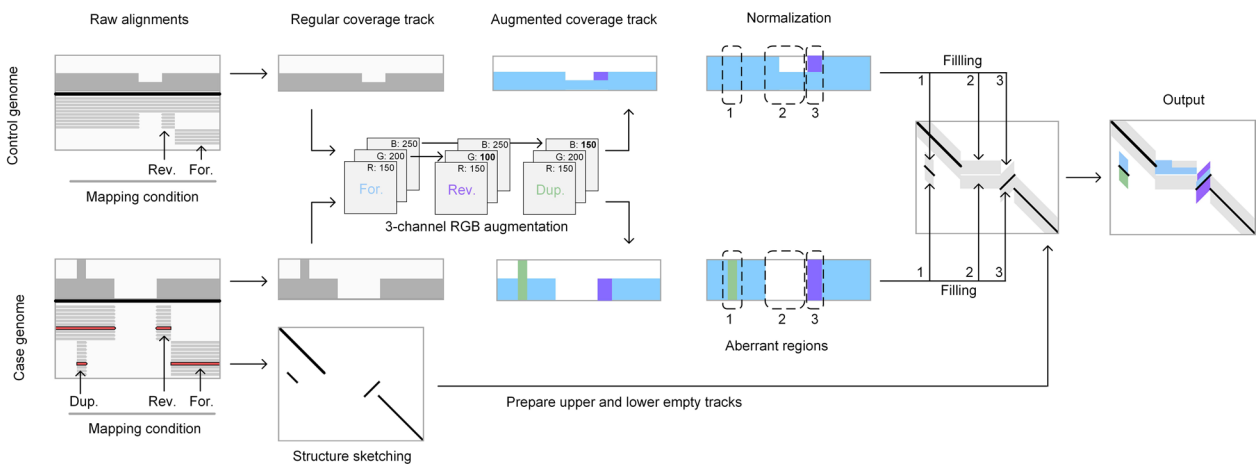 Raw alignments
Regular coverage track
Augmented coverage track
Normalization
Control genome
Rev. For.
Mapping condition
B: 250
G: 200
R: 150
For.
B: 250
G: 100
R: 150
Rev.
B: 150
G: 200
R: 150
Dup.
3-channel RGB augmentation
1 2 3
Fillling
1 2 3
Output
Case genome
Dup. Rev. For.
Mapping condition
Structure sketching
1 2 3
Aberrant regions
1 2 3
Filling
Prepare upper and lower empty tracks